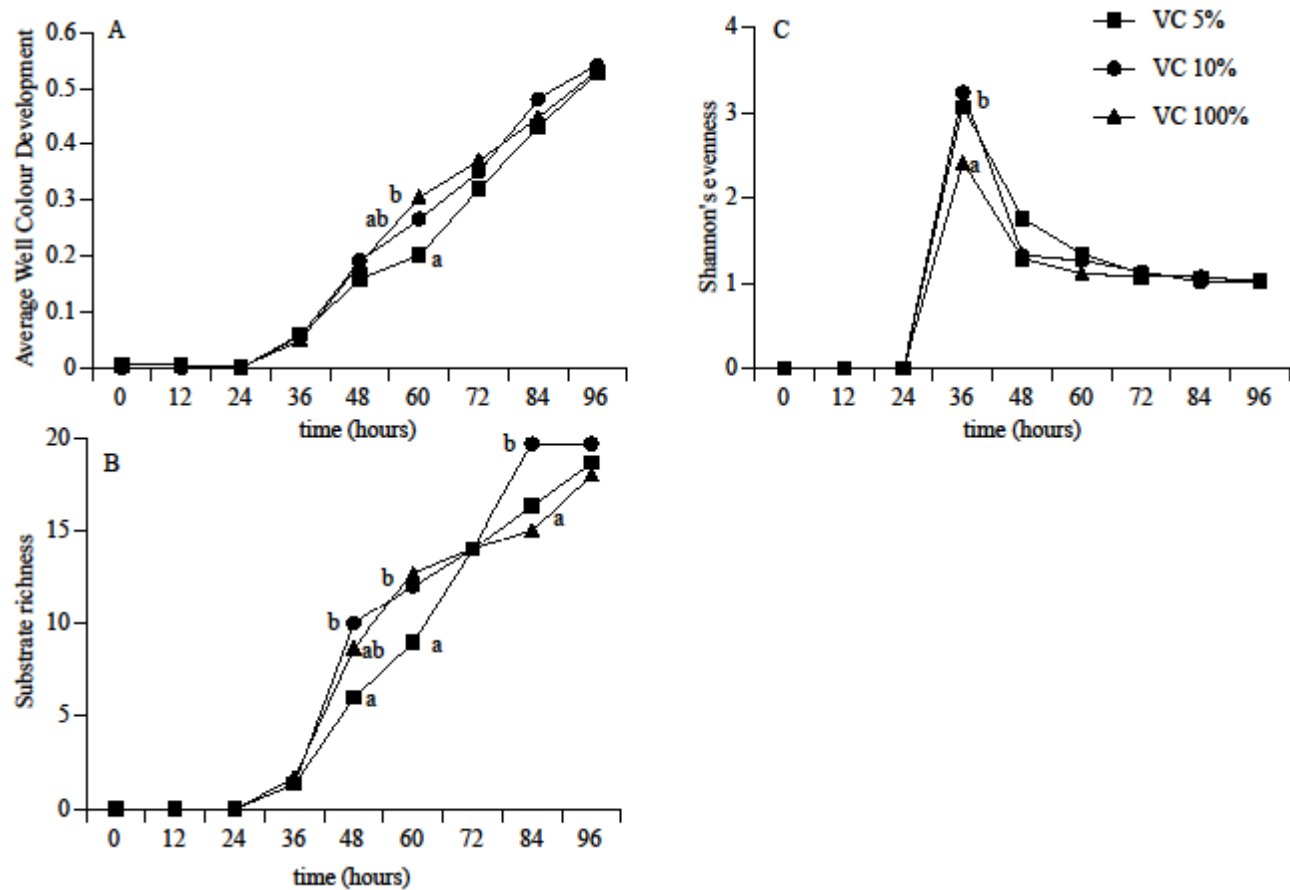 A
Average Well Colour Development
0.6
0.5
0.4
0.3
0.2
0.1
0
b
ab
a
0 12 24 36 48 60 72 84 96
time (hours)
C
VC 5%
VC 10%
VC 100%
Shannon's evenness
4
3
2
1
0
b
a
0 12 24 36 48 60 72 84 96
time (hours)
B
Substrate richness
20
15
10
5
0
b
b
b
a
ab
a
a
0 12 24 36 48 60 72 84 96
time (hours)